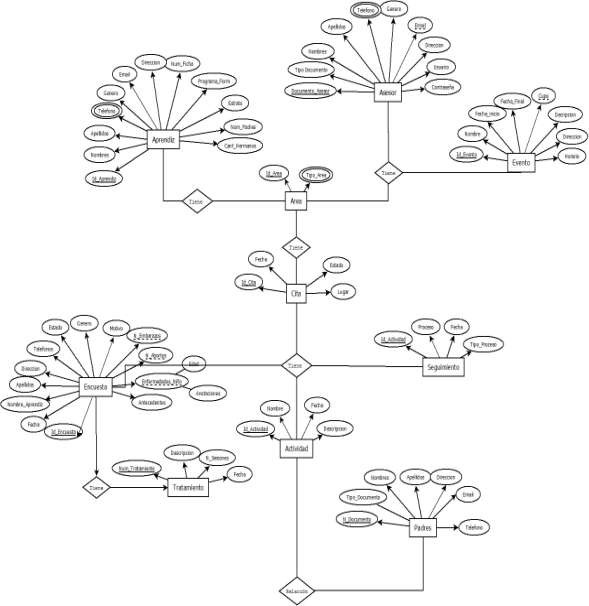 Telefono
Genero
Apellidos
Email
Nombres
Direccion
Tipo Documento
Usuario
Documento_Asesor
Contraseña
Asesor
Direccion
Num_Ficha
Email
Programa_Form
Genero
Estrato
Telefono
Apellidos
Num_Padres
Nombres
Cant_Hermanos
Id_Aprendiz
Aprendiz
Fecha_Final
Cupo
Fecha_Inicio
Descripcion
Nombre
Direccion
Id_Evento
Horario
Evento
Tiene
Id_Area
Tipo_Area
Tiene
Area
Tiene
Fecha
Estado
Id_Cita
Lugar
Cita
Genero
Motivo
Estado
N_Embarazos
Telefonos
N_Abortos
Direccion
Edad
Apellidos
Enfermedades_Niño
Nombre_Aprendiz
Anotaciones
Antecedentes
Fecha
Id_Encuesta
Encuesta
Tiene
Proceso
Fecha
Id_Actividad
Tipo_Proceso
Seguimiento
Nombre
Fecha
Id_Actividad
Descripcion
Actividad
Descripcion
N_Sesiones
Num_Tratamiento
Fecha
Tiene
Tratamiento
Nombres
Apellidos
Direccion
Tipo_Documento
Email
N_Documento
Telefono
Padres
Solución